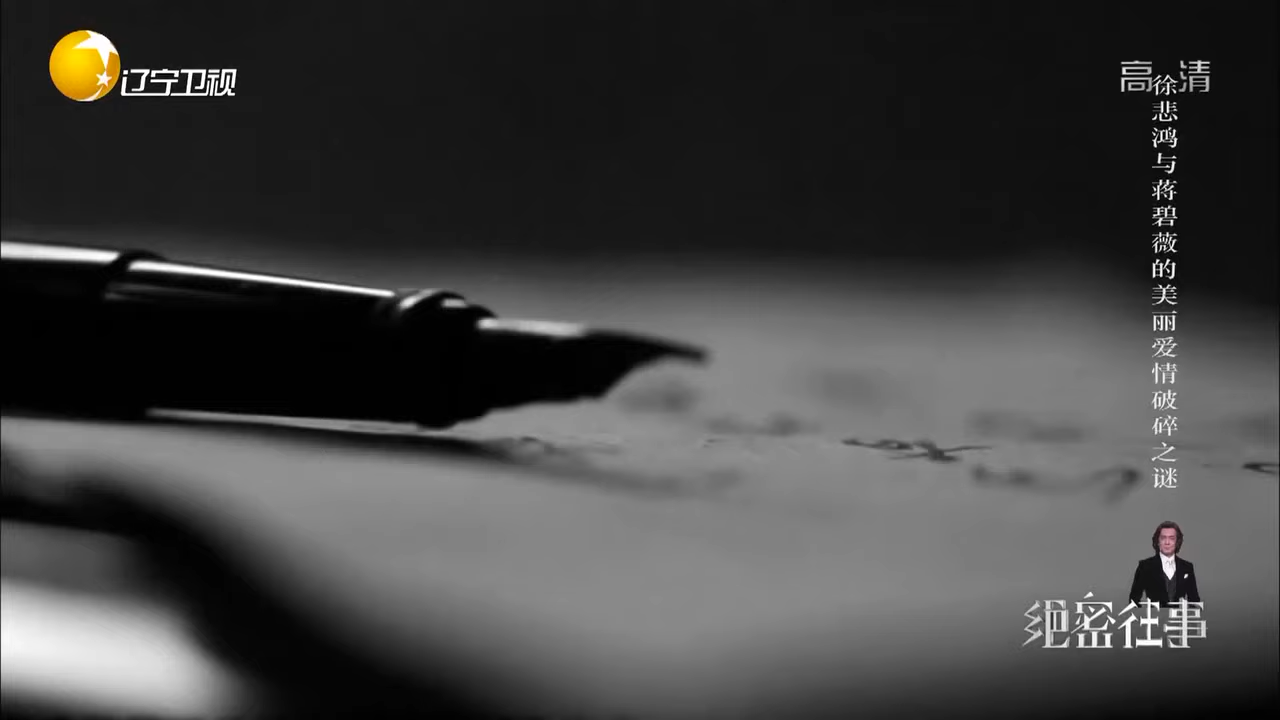 辽宁卫视
高清
徐悲鸿与蒋碧薇的美丽爱情破碎之谜
绝密往事